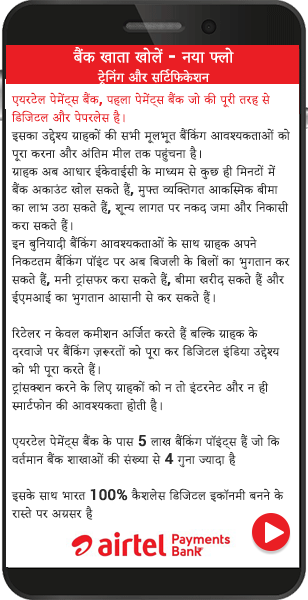 बैंक खाता खोलें - नया फ्लो
ट्रेनिंग और सर्टिफिकेशन
एयरटेल पेमेंट्स बैंक, पहला पेमेंट्स बैंक जो की पूरी तरह से
डिजिटल और पेपरलेस है।
इसका उद्देश्य ग्राहकों की सभी मूलभूत बैंकिंग आवश्यकताओं को
पूरा करना और अंतिम मील तक पहुंचना है।
ग्राहक अब आधार ईकेवाईसी के माध्यम से कुछ ही मिनटों में
बैंक अकाउंट खोल सकते हैं, मुफ्त व्यक्तिगत आकस्मिक बीमा
का लाभ उठा सकते हैं, शून्य लागत पर नकद जमा और निकासी
करा सकते हैं।
इन बुनियादी बैंकिंग आवश्यकताओं के साथ ग्राहक अपने
निकटतम बैंकिंग पॉइंट पर अब बिजली के बिलों का भुगतान कर
सकते हैं, मनी ट्रांसफर करा सकते हैं, बीमा खरीद सकते हैं और
ईएमआई का भुगतान आसानी से कर सकते हैं।
रिटेलर न केवल कमीशन अर्जित करते हैं बल्कि ग्राहक के
दरवाजे पर बैंकिंग ज़रूरतों को पूरा कर डिजिटल इंडिया उद्देश्य
को भी पूरा करते हैं।
ट्रांसक्शन करने के लिए ग्राहकों को न तो इंटरनेट और न ही
स्मार्टफोन की आवश्यकता होती है।
एयरटेल पेमेंट्स बैंक के पास 5 लाख बैंकिंग पॉइंट्स हैं जो कि
वर्तमान बैंक शाखाओं की संख्या से 4 गुना ज्यादा है
इसके साथ भारत 100% कैशलेस डिजिटल इकॉनमी बनने के
रास्ते पर अग्रसर है
airtel Payments
Bank